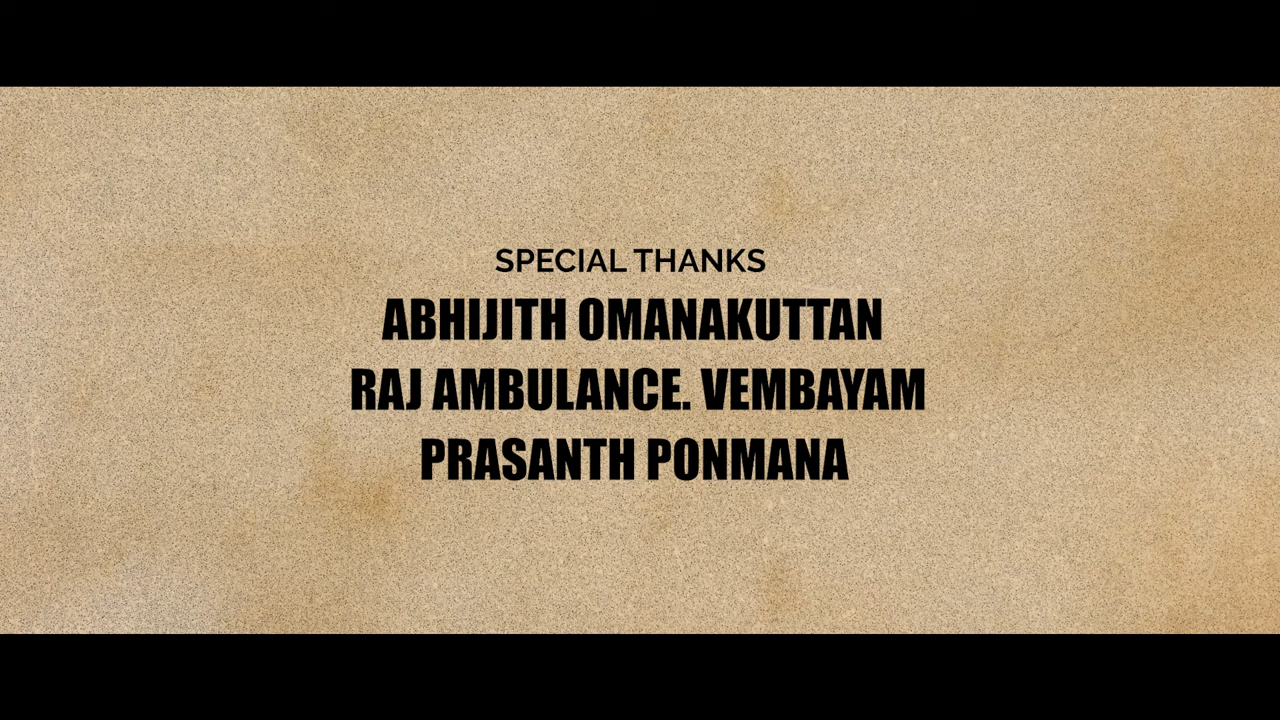 SPECIAL THANKS
ABHIJITH OMANAKUTTAN
RAJ AMBULANCE. VEMBAYAM
PRASANTH PONMANA